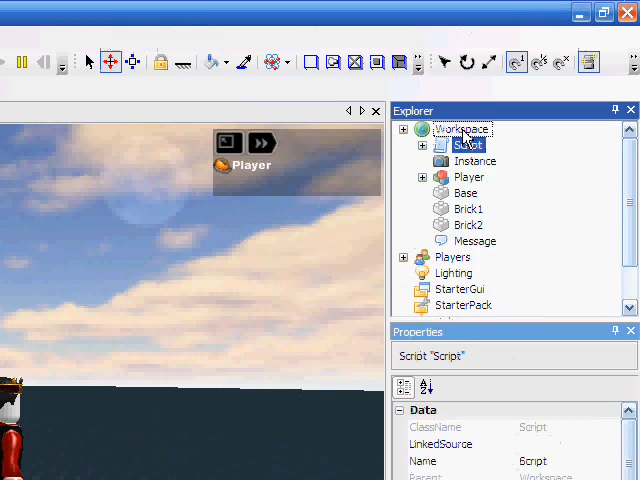 Player
Explorer
Workspace
Script
Instance
Player
Base
Brick1
Brick2
Message
Players
Lighting
StarterGui
StarterPack
Properties
Script "Script"
Data
ClassName Script
LinkedSource
Name Script
Parent Workspace